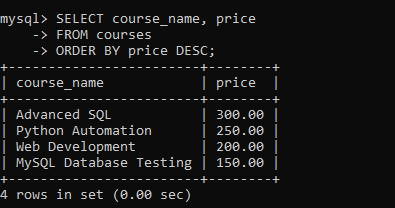 mysql> SELECT course_name, price
    -> FROM courses
    -> ORDER BY price DESC;
+------------------------+--------+
| course_name            | price  |
+------------------------+--------+
| Advanced SQL           | 300.00 |
| Python Automation      | 250.00 |
| Web Development        | 200.00 |
| MySQL Database Testing | 150.00 |
+------------------------+--------+
4 rows in set (0.00 sec)